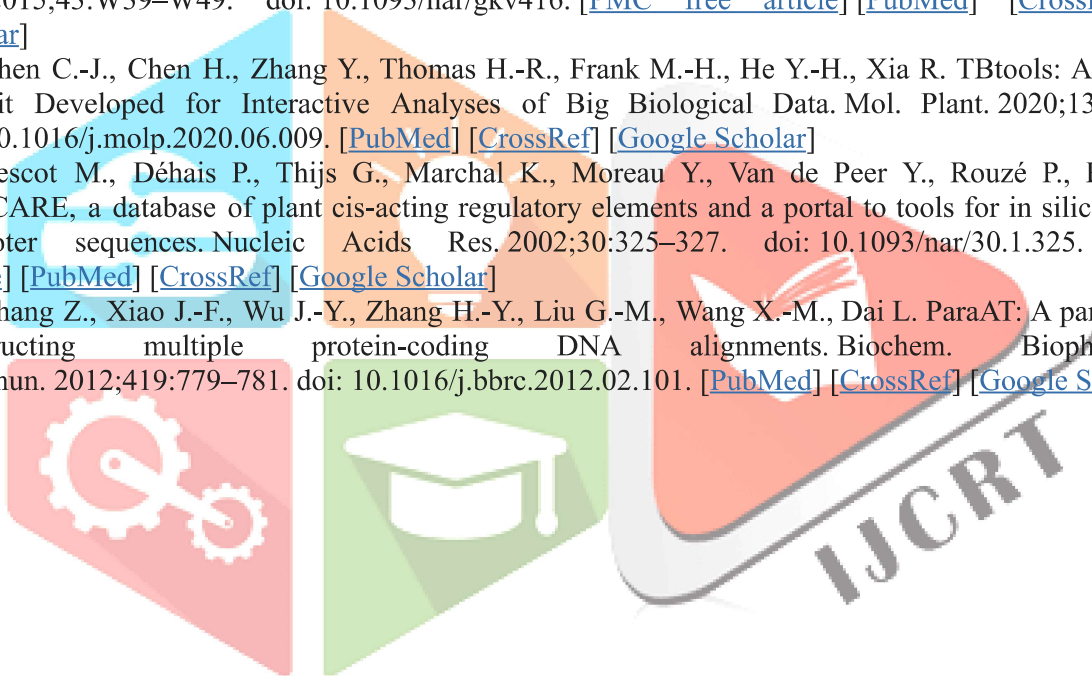 2015;43:W39–W49. doi: 10.1093/nar/gkv416. [PMC free article] [PubMed]
ar]
hen C.-J., Chen H., Zhang Y., Thomas H.-R., Frank M.-H., He Y.-H., Xia R. TBtools: A
it Developed for Interactive Analyses of Big Biological Data. Mol. Plant. 2020;13
0.1016/j.molp.2020.06.009. [PubMed] [CrossRef] [Google Scholar]
escot M., Déhais P., Thijs G., Marchal K., Moreau Y., Van de Peer Y., Rouzé P.,
CARE, a database of plant cis-acting regulatory elements and a portal to tools for in silic
oter sequences. Nucleic Acids Res. 2002;30:325–327. doi: 10.1093/nar/30.1.325.
] [PubMed] [CrossRef] [Google Scholar]
hang Z., Xiao J.-F., Wu J.-Y., Zhang H.-Y., Liu G.-M., Wang X.-M., Dai L. ParaAT: A par
ucting multiple protein-coding DNA alignments. Biochem. Bioph
un. 2012;419:779–781. doi: 10.1016/j.bbrc.2012.02.101. [PubMed] [CrossRef] [Google S
IJCRT